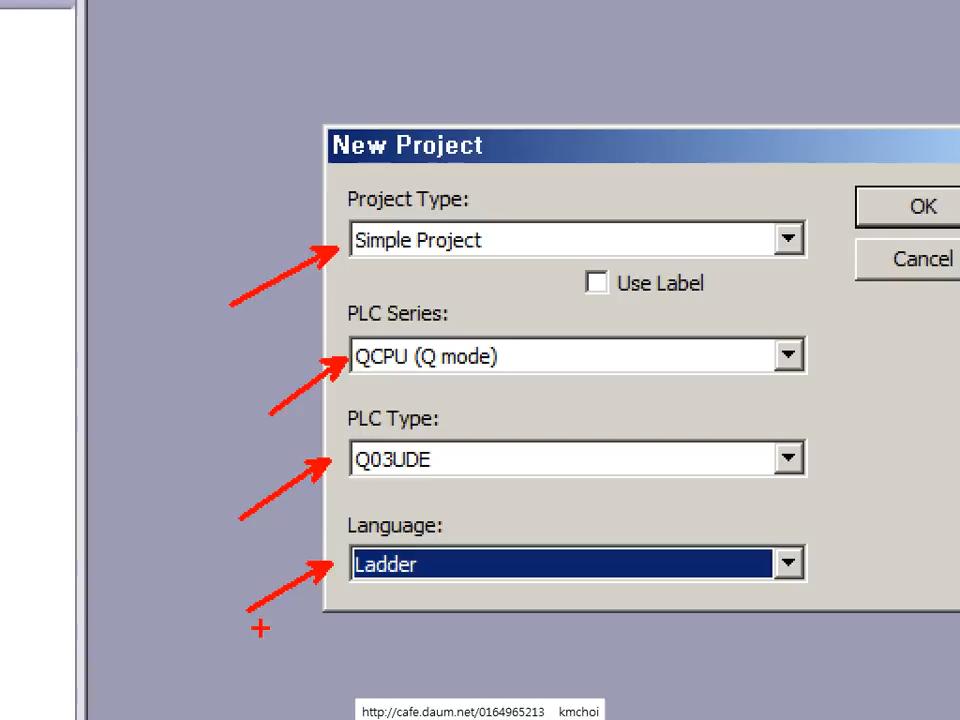 New Project
Project Type:
OK
Simple Project
Cancel
Use Label
PLC Series:
QCPU (Q mode)
PLC Type:
Q03UDE
Language:
Ladder
http://cafe.daum.net/0164965213 kmchoi